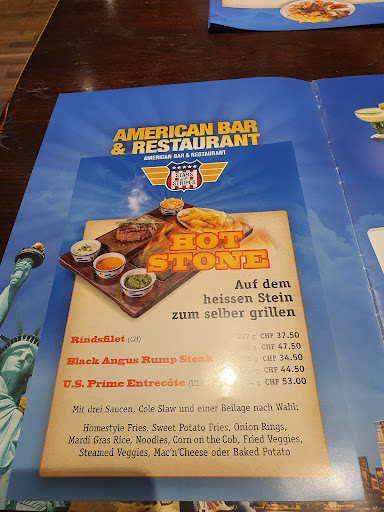 AMERICAN BAR
& RESTAURANT
AMERICAN BAR & RESTAURANT
STARS
STRIPES
HOT
STONE
Auf dem
heissen Stein
zum selber grillen
Rindsfilet (CH) CHF 37.50
CHF 47.50
Black Angus Rump Steak CHF 34.50
CHF 44.50
U.S. Prime Entrecôte CHF 53.00
Mit drei Saucen, Cole Slaw und einer Beilage nach Wahl:
Homestyle Fries, Sweet Potato Fries, Onion Rings,
Mardi Gras Rice, Noodles, Corn on the Cob, Fried Veggies,
Steamed Veggies, Mac'n'Cheese oder Baked Potato